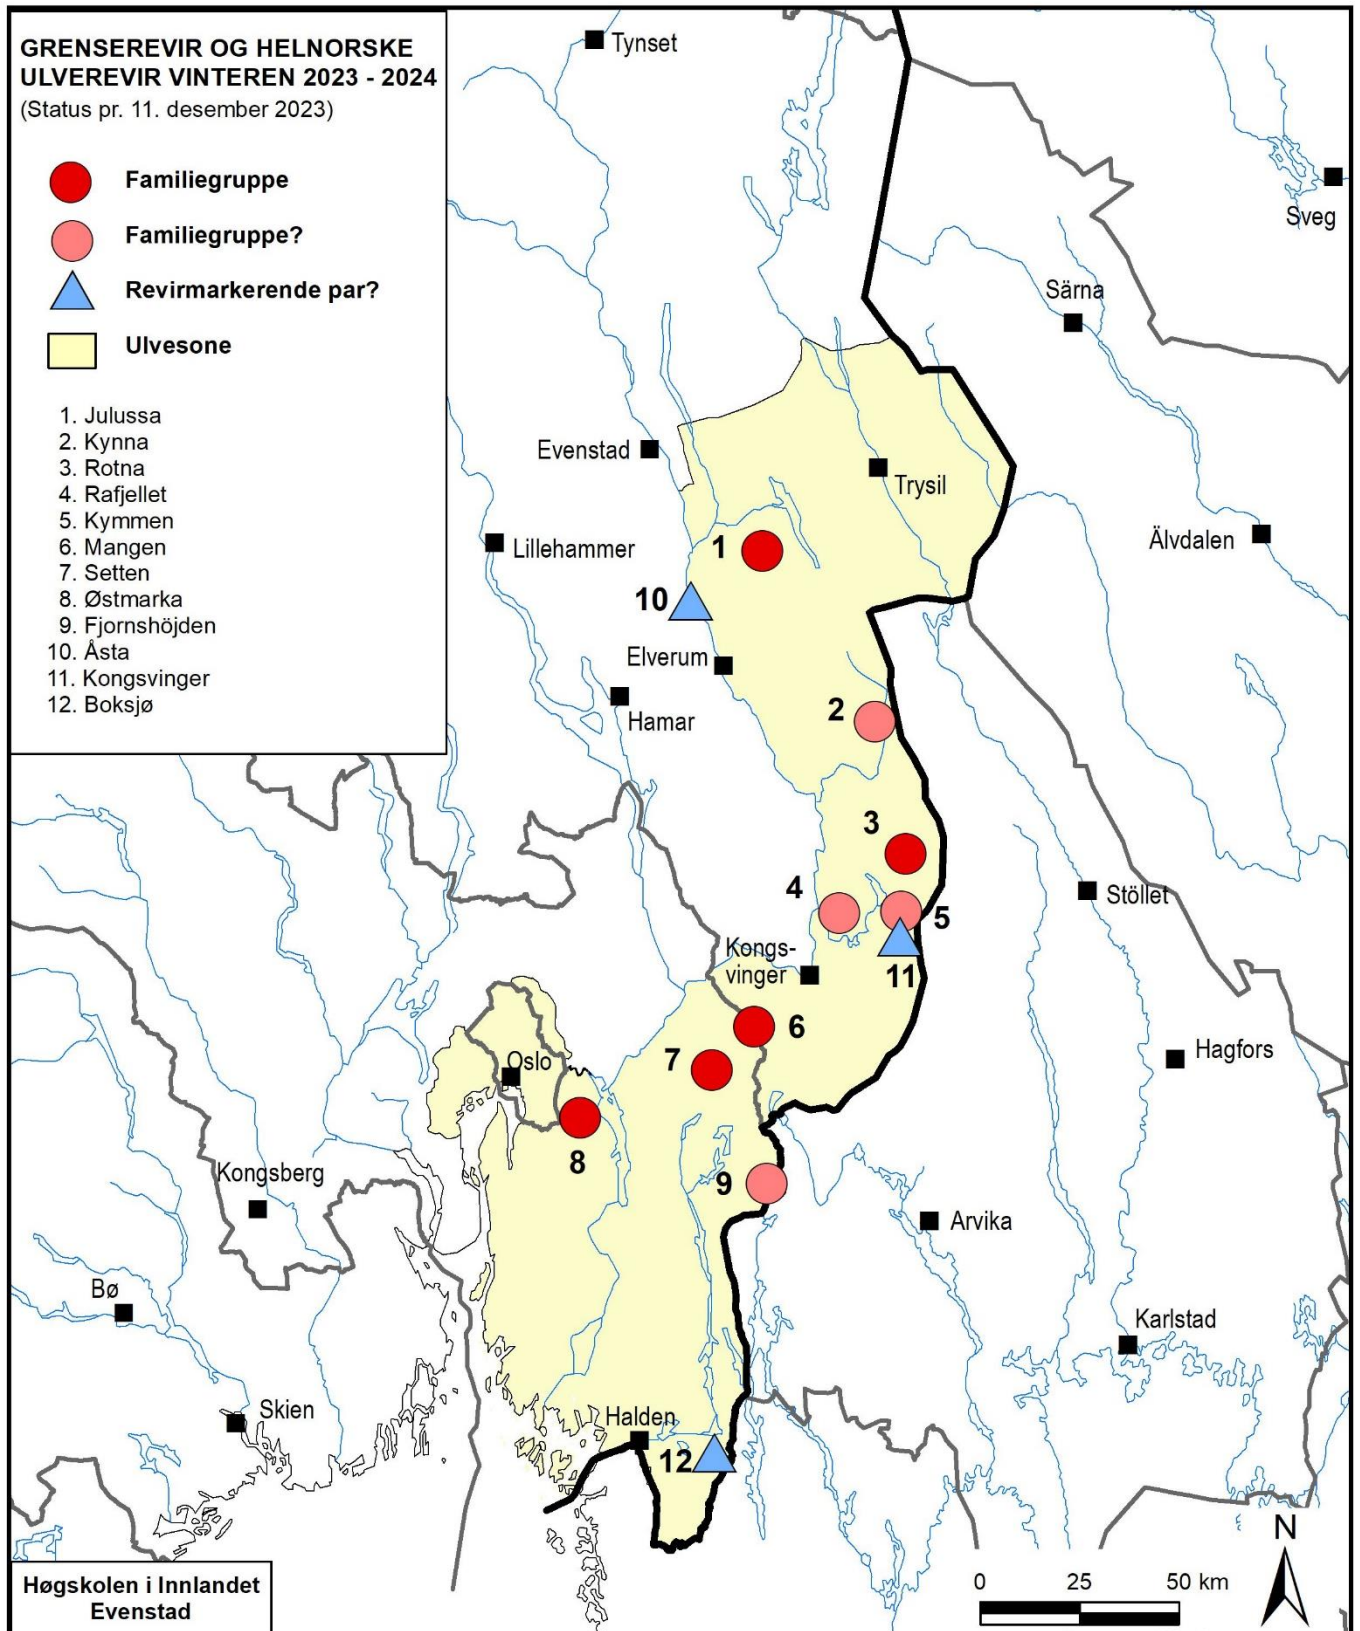 GRENSEREVIR OG HELNORSKE
ULVEREVIR VINTEREN 2023 - 2024
(Status pr. 11. desember 2023)
Familiegruppe
Familiegruppe?
Revirmarkerende par?
Ulvesone
1. Julussa
2. Kynna
3. Rotna
4. Rafjellet
5. Kymmen
6. Mangen
7. Setten
8. Østmarka
9. Fjornshöjden
10. Åsta
11. Kongsvinger
12. Boksjø
Tynset
Sveg
Särna
Evenstad
Trysil
Lillehammer
Älvdalen
1
10
Elverum
Hamar
2
3
4
5
Stöllet
Kongs-
vinger
11
6
Oslo
7
Hagfors
8
Kongsberg
9
Arvika
Bø
Karlstad
Skien
Halden
12
N
0 25 50 km
Høgskolen i Innlandet
Evenstad